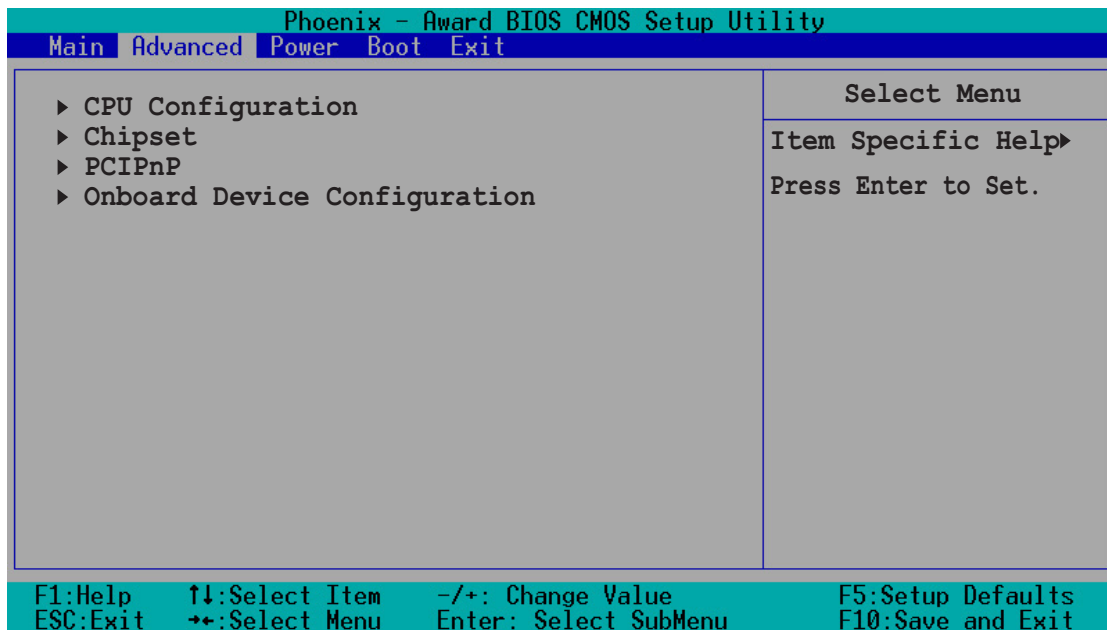 Phoenix - Award BIOS CMOS Setup Utility
Main Advanced Power Boot Exit
CPU Configuration
Chipset
PCIPnP
Onboard Device Configuration
Select Menu
Item Specific Help
Press Enter to Set.
F1:Help ↑↓:Select Item -/+: Change Value F5:Setup Defaults
ESC:Exit →←:Select Menu Enter: Select SubMenu F10:Save and Exit